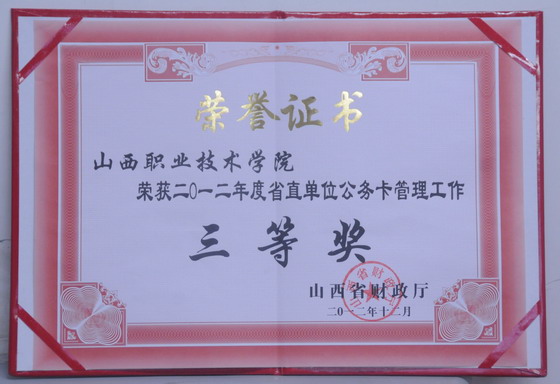 荣誉证书
山西职业技术学院
荣获二〇一二年度省直单位公务卡管理工作
三等奖
山西省财政厅
二〇一二年十二月